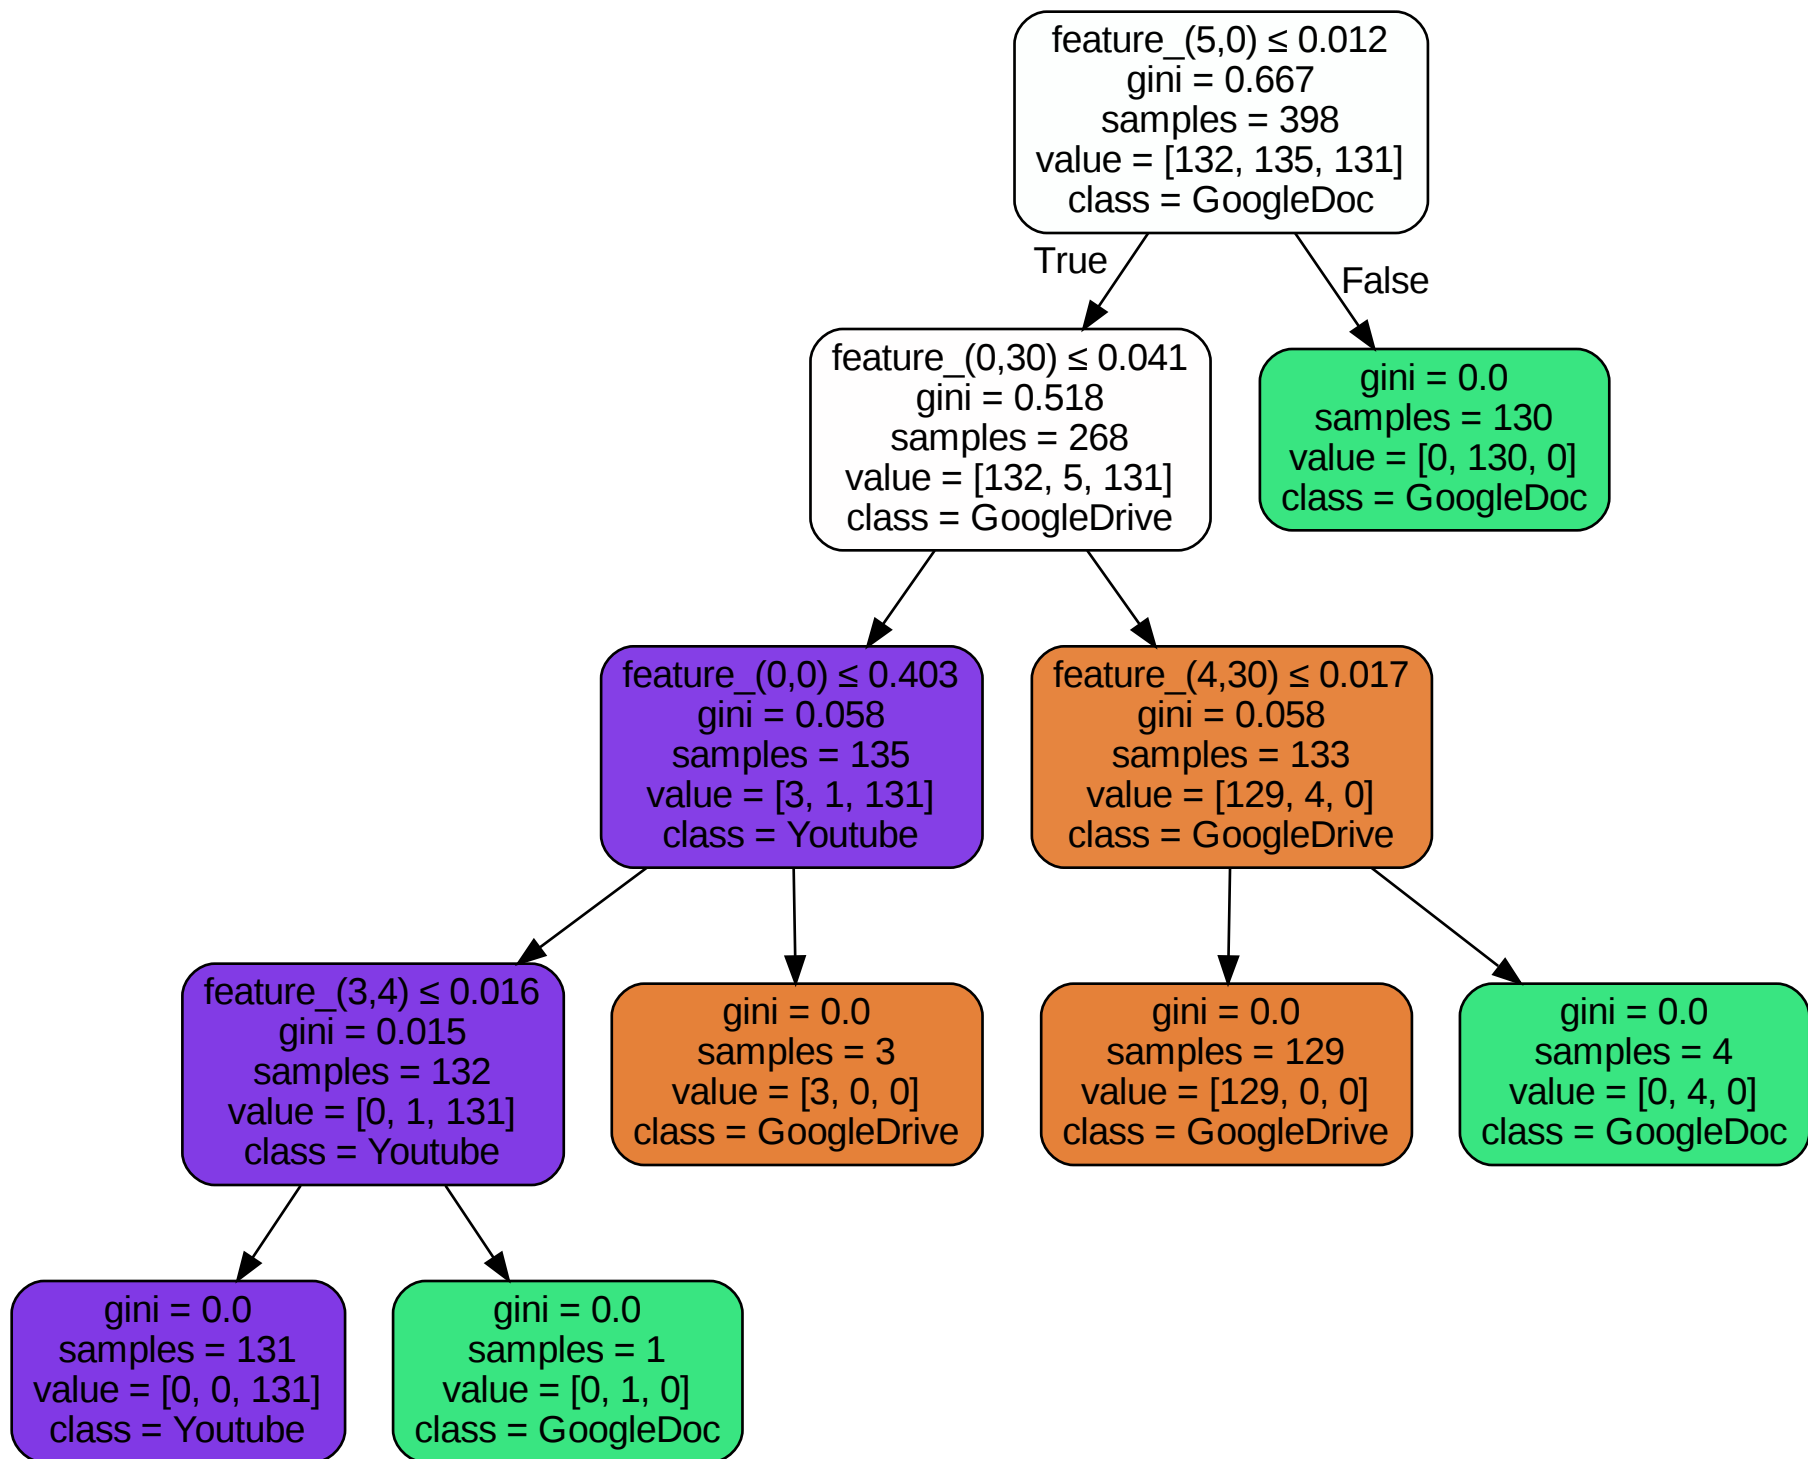 feature_(5,0) ≤ 0.012
gini = 0.667
samples = 398
value = [132, 135, 131]
class = GoogleDoc
True
False
feature_(0,30) ≤ 0.041
gini = 0.518
samples = 268
value = [132, 5, 131]
class = GoogleDrive
gini = 0.0
samples = 130
value = [0, 130, 0]
class = GoogleDoc
feature_(0,0) ≤ 0.403
gini = 0.058
samples = 135
value = [3, 1, 131]
class = Youtube
feature_(4,30) ≤ 0.017
gini = 0.058
samples = 133
value = [129, 4, 0]
class = GoogleDrive
feature_(3,4) ≤ 0.016
gini = 0.015
samples = 132
value = [0, 1, 131]
class = Youtube
gini = 0.0
samples = 3
value = [3, 0, 0]
class = GoogleDrive
gini = 0.0
samples = 129
value = [129, 0, 0]
class = GoogleDrive
gini = 0.0
samples = 4
value = [0, 4, 0]
class = GoogleDoc
gini = 0.0
samples = 131
value = [0, 0, 131]
class = Youtube
gini = 0.0
samples = 1
value = [0, 1, 0]
class = GoogleDoc